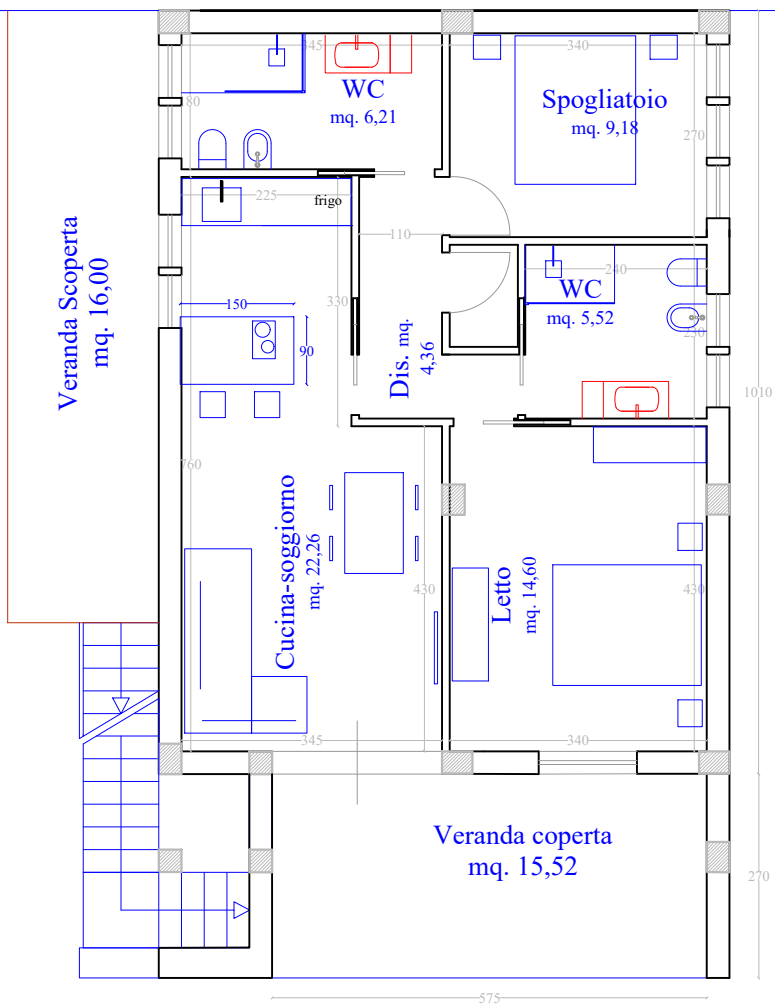 345
340
WC
mq. 6,21
180
Spogliatoio
mq. 9,18
270
225
frigo
110
Veranda Scoperta
mq. 16,00
150
330
90
240
WC
mq. 5,52
230
Dis. mq.
4,36
1010
760
Cucina-soggiorno
mq. 22,26
430
Letto
mq. 14,60
430
345
340
Veranda coperta
mq. 15,52
270
575